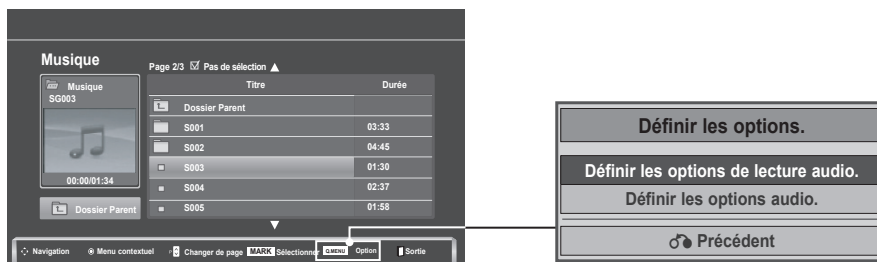 Musique
Page 2/3 Pas de sélection
Musique
SG003
00:00/01:34
Dossier Parent
Titre Durée
Dossier Parent
S001 03:33
S002 04:45
S003 01:30
S004 02:37
S005 01:58
Navigation Menu contextuel P Changer de page MARK Sélectionner Q.MENU Option Sortie
Définir les options.
Définir les options de lecture audio.
Définir les options audio.
Précédent